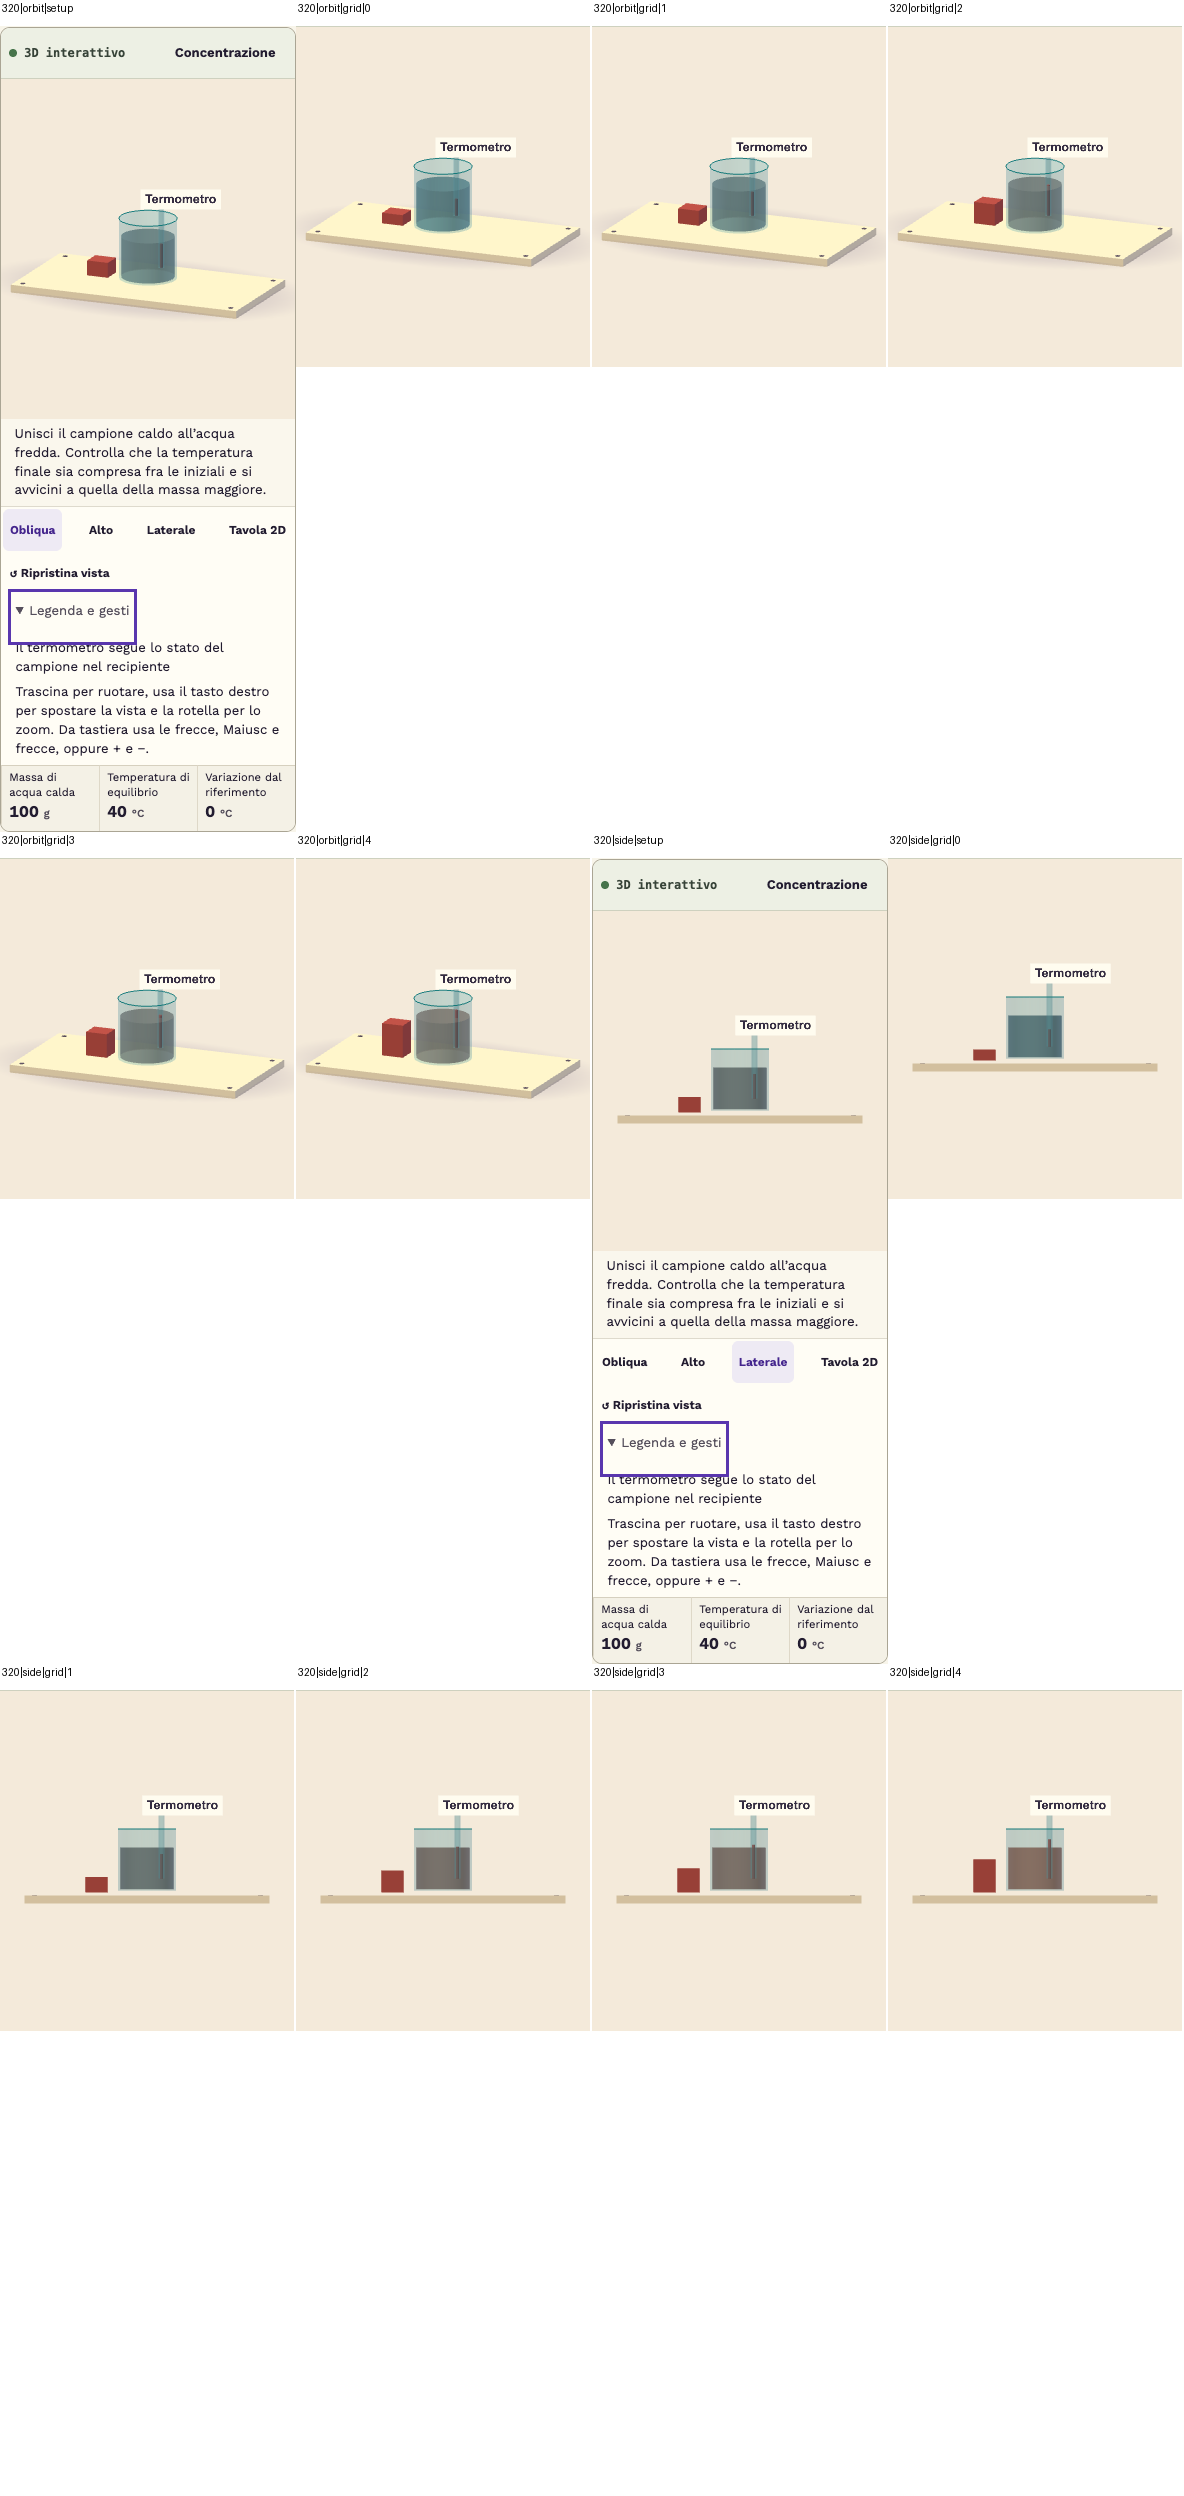 320|orbit|setup
320|orbit|grid|0
320|orbit|grid|1
320|orbit|grid|2
3D interattivo
Concentrazione
Termometro
Termometro
Termometro
Termometro
Unisci il campione caldo all’acqua
fredda. Controlla che la temperatura
finale sia compresa fra le iniziali e si
avvicini a quella della massa maggiore.
Obliqua
Alto
Laterale
Tavola 2D
↺ Ripristina vista
▼ Legenda e gesti
Il termometro segue lo stato del
campione nel recipiente
Trascina per ruotare, usa il tasto destro
per spostare la vista e la rotella per lo
zoom. Da tastiera usa le frecce, Maiusc e
frecce, oppure + e −.
Massa di
acqua calda
100 g
Temperatura di
equilibrio
40 °C
Variazione dal
riferimento
0 °C
320|orbit|grid|3
320|orbit|grid|4
320|side|setup
320|side|grid|0
Termometro
Termometro
3D interattivo
Concentrazione
Termometro
Termometro
Unisci il campione caldo all’acqua
fredda. Controlla che la temperatura
finale sia compresa fra le iniziali e si
avvicini a quella della massa maggiore.
Obliqua
Alto
Laterale
Tavola 2D
↺ Ripristina vista
▼ Legenda e gesti
Il termometro segue lo stato del
campione nel recipiente
Trascina per ruotare, usa il tasto destro
per spostare la vista e la rotella per lo
zoom. Da tastiera usa le frecce, Maiusc e
frecce, oppure + e −.
Massa di
acqua calda
100 g
Temperatura di
equilibrio
40 °C
Variazione dal
riferimento
0 °C
320|side|grid|1
320|side|grid|2
320|side|grid|3
320|side|grid|4
Termometro
Termometro
Termometro
Termometro